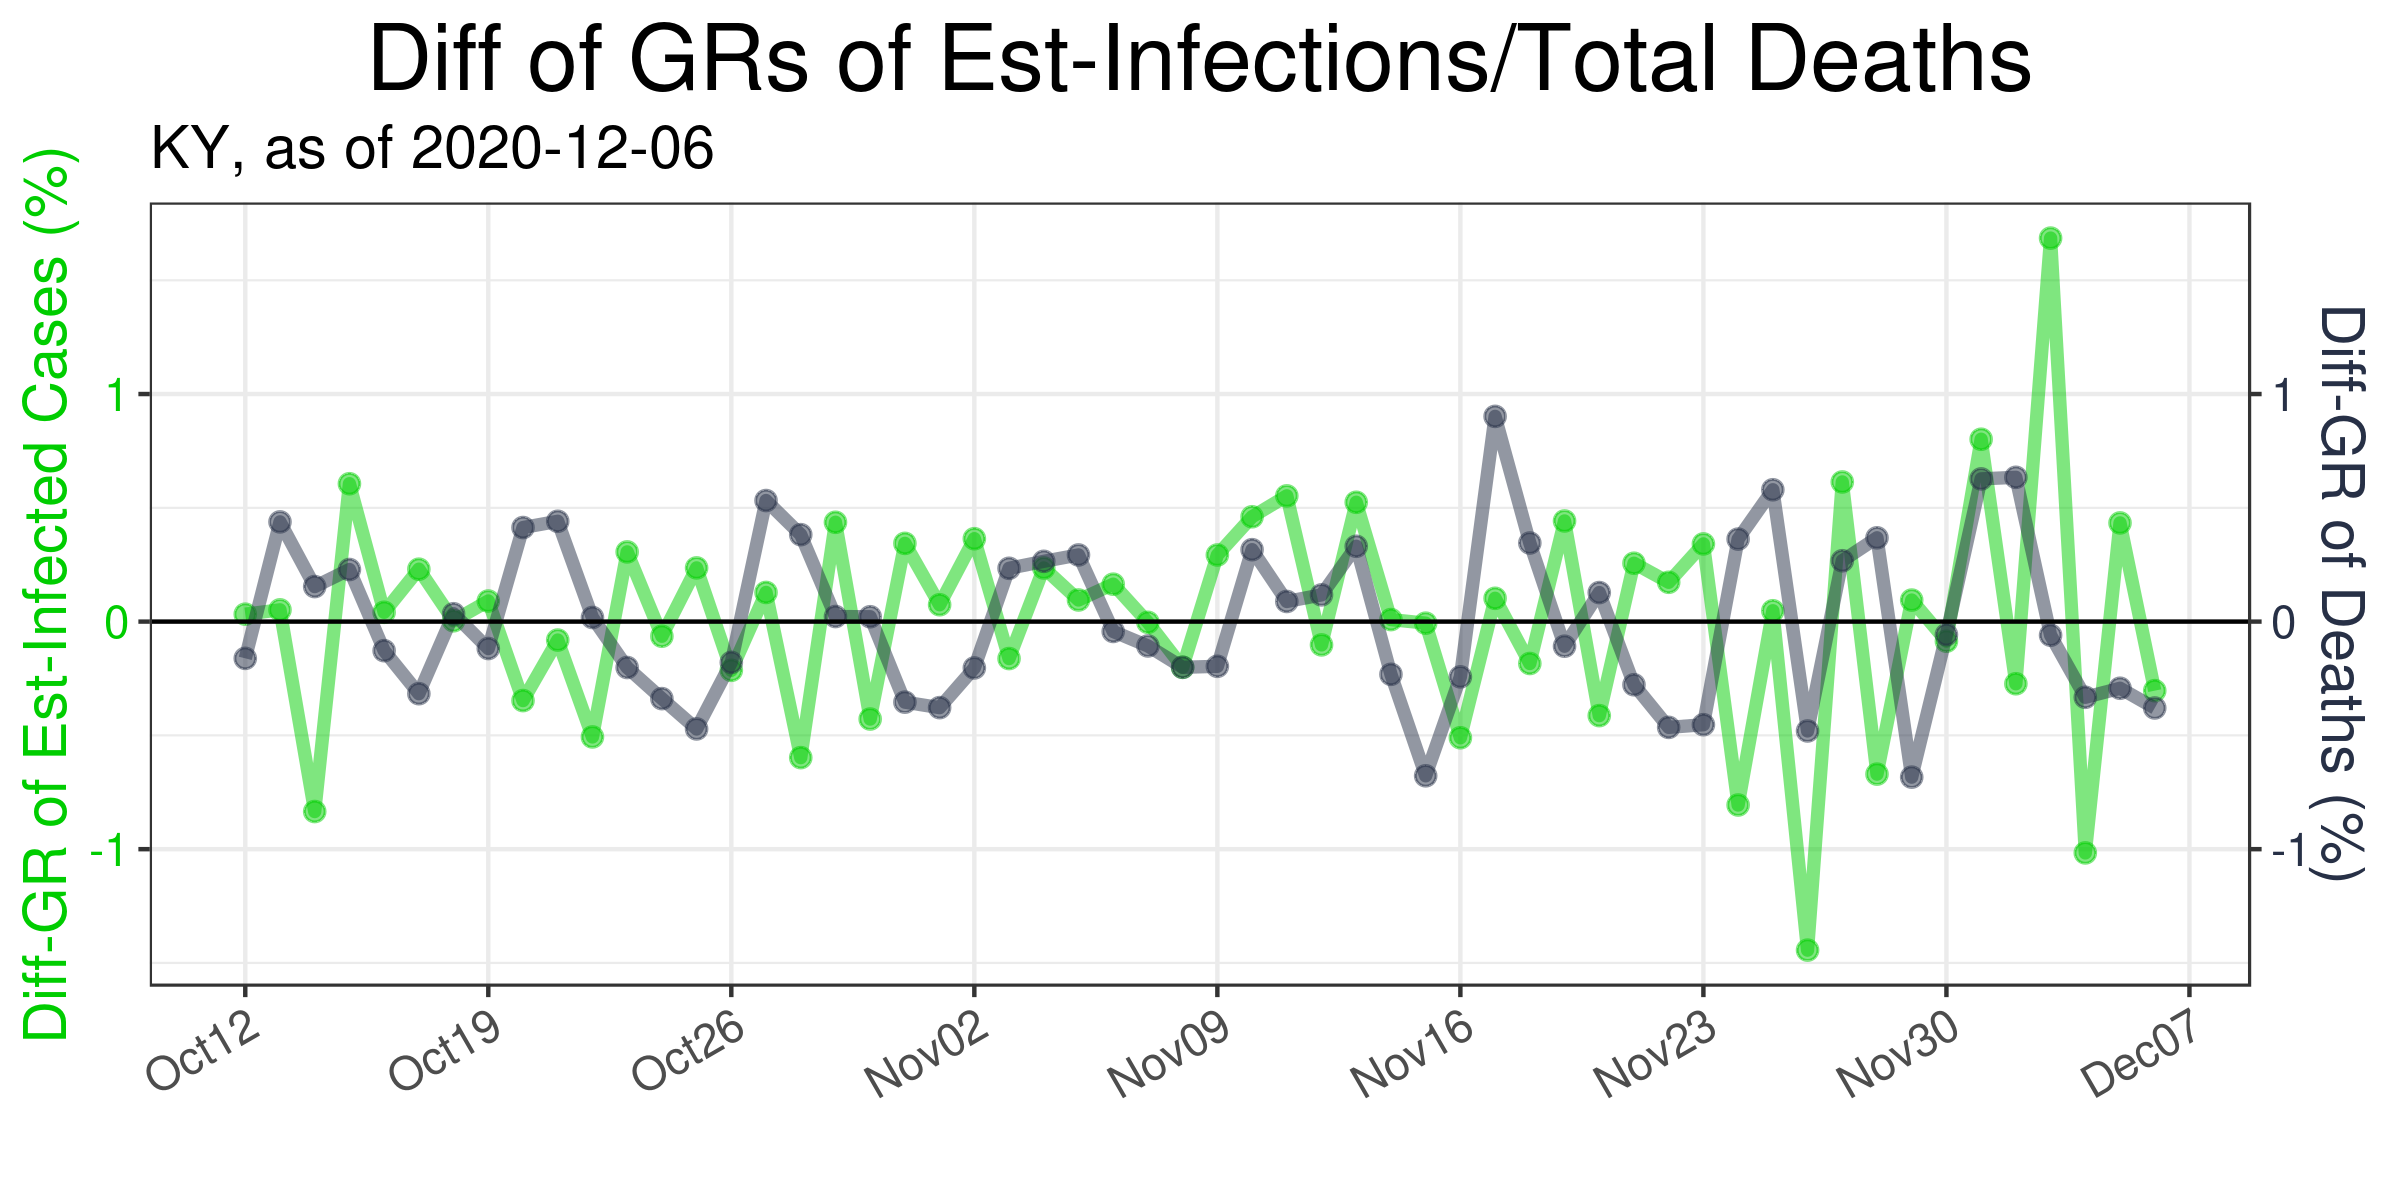 Diff of GRs of Est-Infections/Total Deaths
KY, as of 2020-12-06
Diff-GR of Est-Infected Cases (%)
1
0
-1
1
0
-1
Diff-GR of Deaths (%)
Oct12
Oct19
Oct26
Nov02
Nov09
Nov16
Nov23
Nov30
Dec07